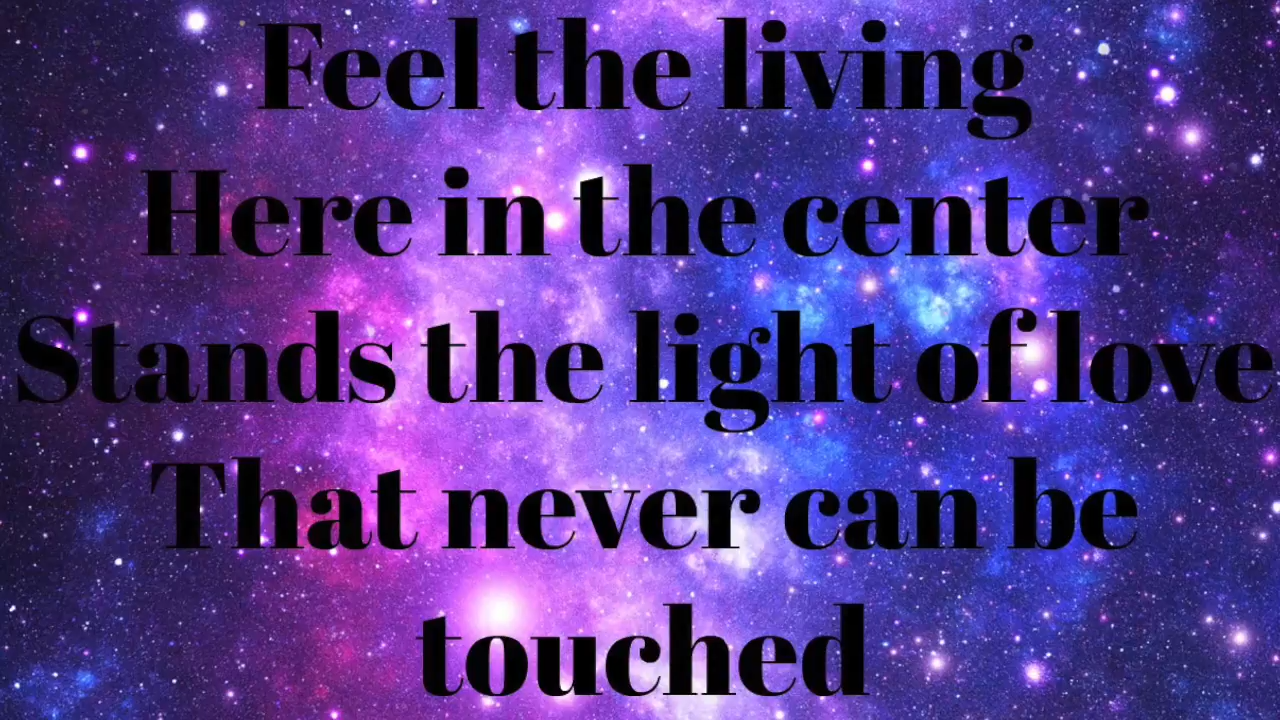 Feel the living
Here in the center
Stands the light of love
That never can be
touched